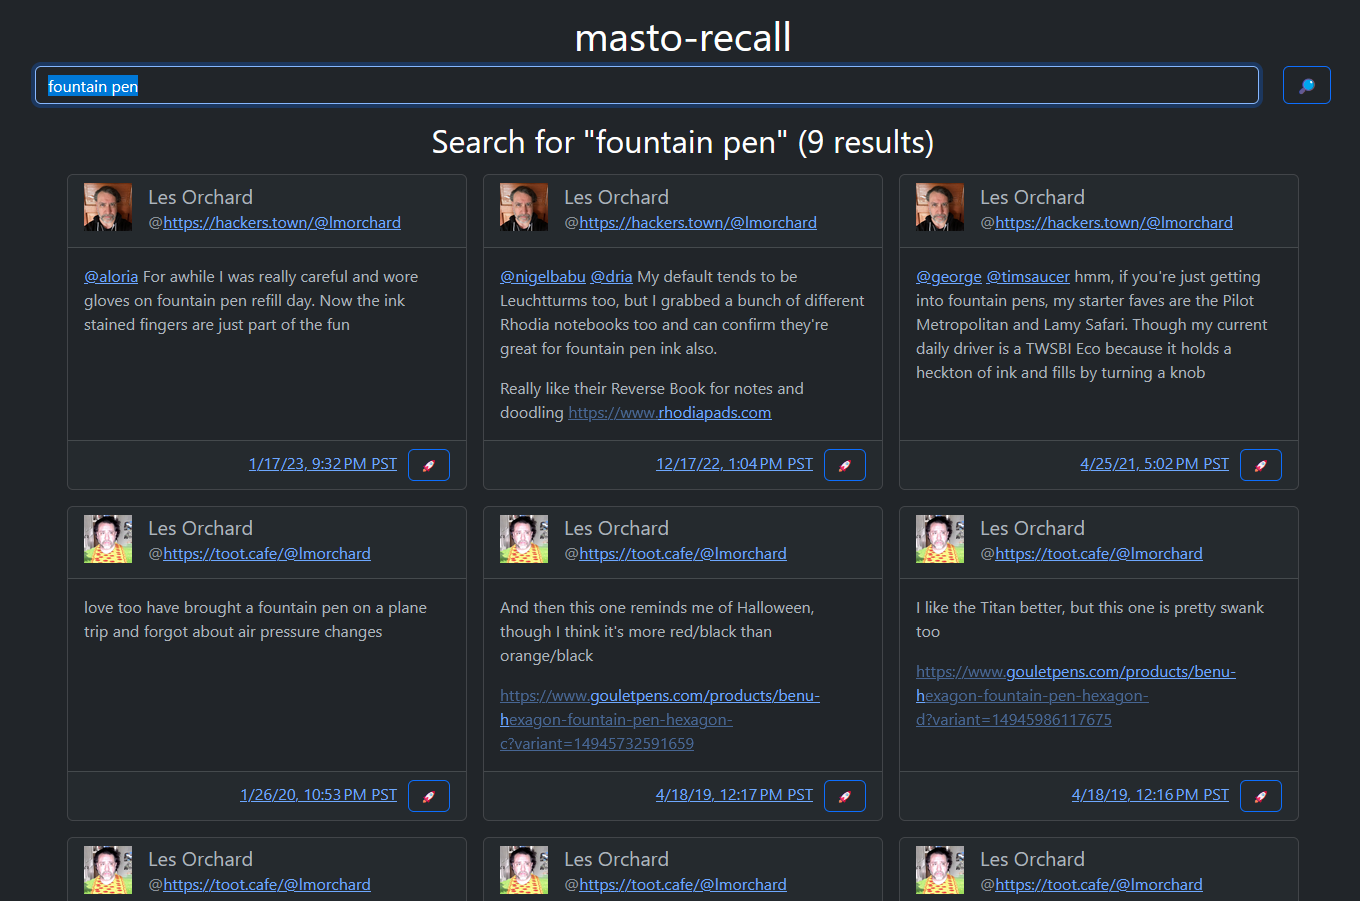 masto-recall
fountain pen
Search for "fountain pen" (9 results)
Les Orchard
@https://hackers.town/@lmorchard
@aloria For awhile I was really careful and wore
gloves on fountain pen refill day. Now the ink
stained fingers are just part of the fun
1/17/23, 9:32 PM PST
Les Orchard
@https://hackers.town/@lmorchard
@nigelbabu @dria My default tends to be
Leuchtturms too, but I grabbed a bunch of different
Rhodia notebooks too and can confirm they're
great for fountain pen ink also.
Really like their Reverse Book for notes and
doodling https://www.rhodiapads.com
12/17/22, 1:04 PM PST
Les Orchard
@https://hackers.town/@lmorchard
@george @timsaucer hmm, if you're just getting
into fountain pens, my starter faves are the Pilot
Metropolitan and Lamy Safari. Though my current
daily driver is a TWSBI Eco because it holds a
heckton of ink and fills by turning a knob
4/25/21, 5:02 PM PST
Les Orchard
@https://toot.cafe/@lmorchard
love too have brought a fountain pen on a plane
trip and forgot about air pressure changes
1/26/20, 10:53 PM PST
Les Orchard
@https://toot.cafe/@lmorchard
And then this one reminds me of Halloween,
though I think it's more red/black than
orange/black
https://www.gouletpens.com/products/benu-
hexagon-fountain-pen-hexagon-
c?variant=14945732591659
4/18/19, 12:17 PM PST
Les Orchard
@https://toot.cafe/@lmorchard
I like the Titan better, but this one is pretty swank
too
https://www.gouletpens.com/products/benu-
hexagon-fountain-pen-hexagon-
d?variant=14945986117675
4/18/19, 12:16 PM PST
Les Orchard
@https://toot.cafe/@lmorchard
Les Orchard
@https://toot.cafe/@lmorchard
Les Orchard
@https://toot.cafe/@lmorchard